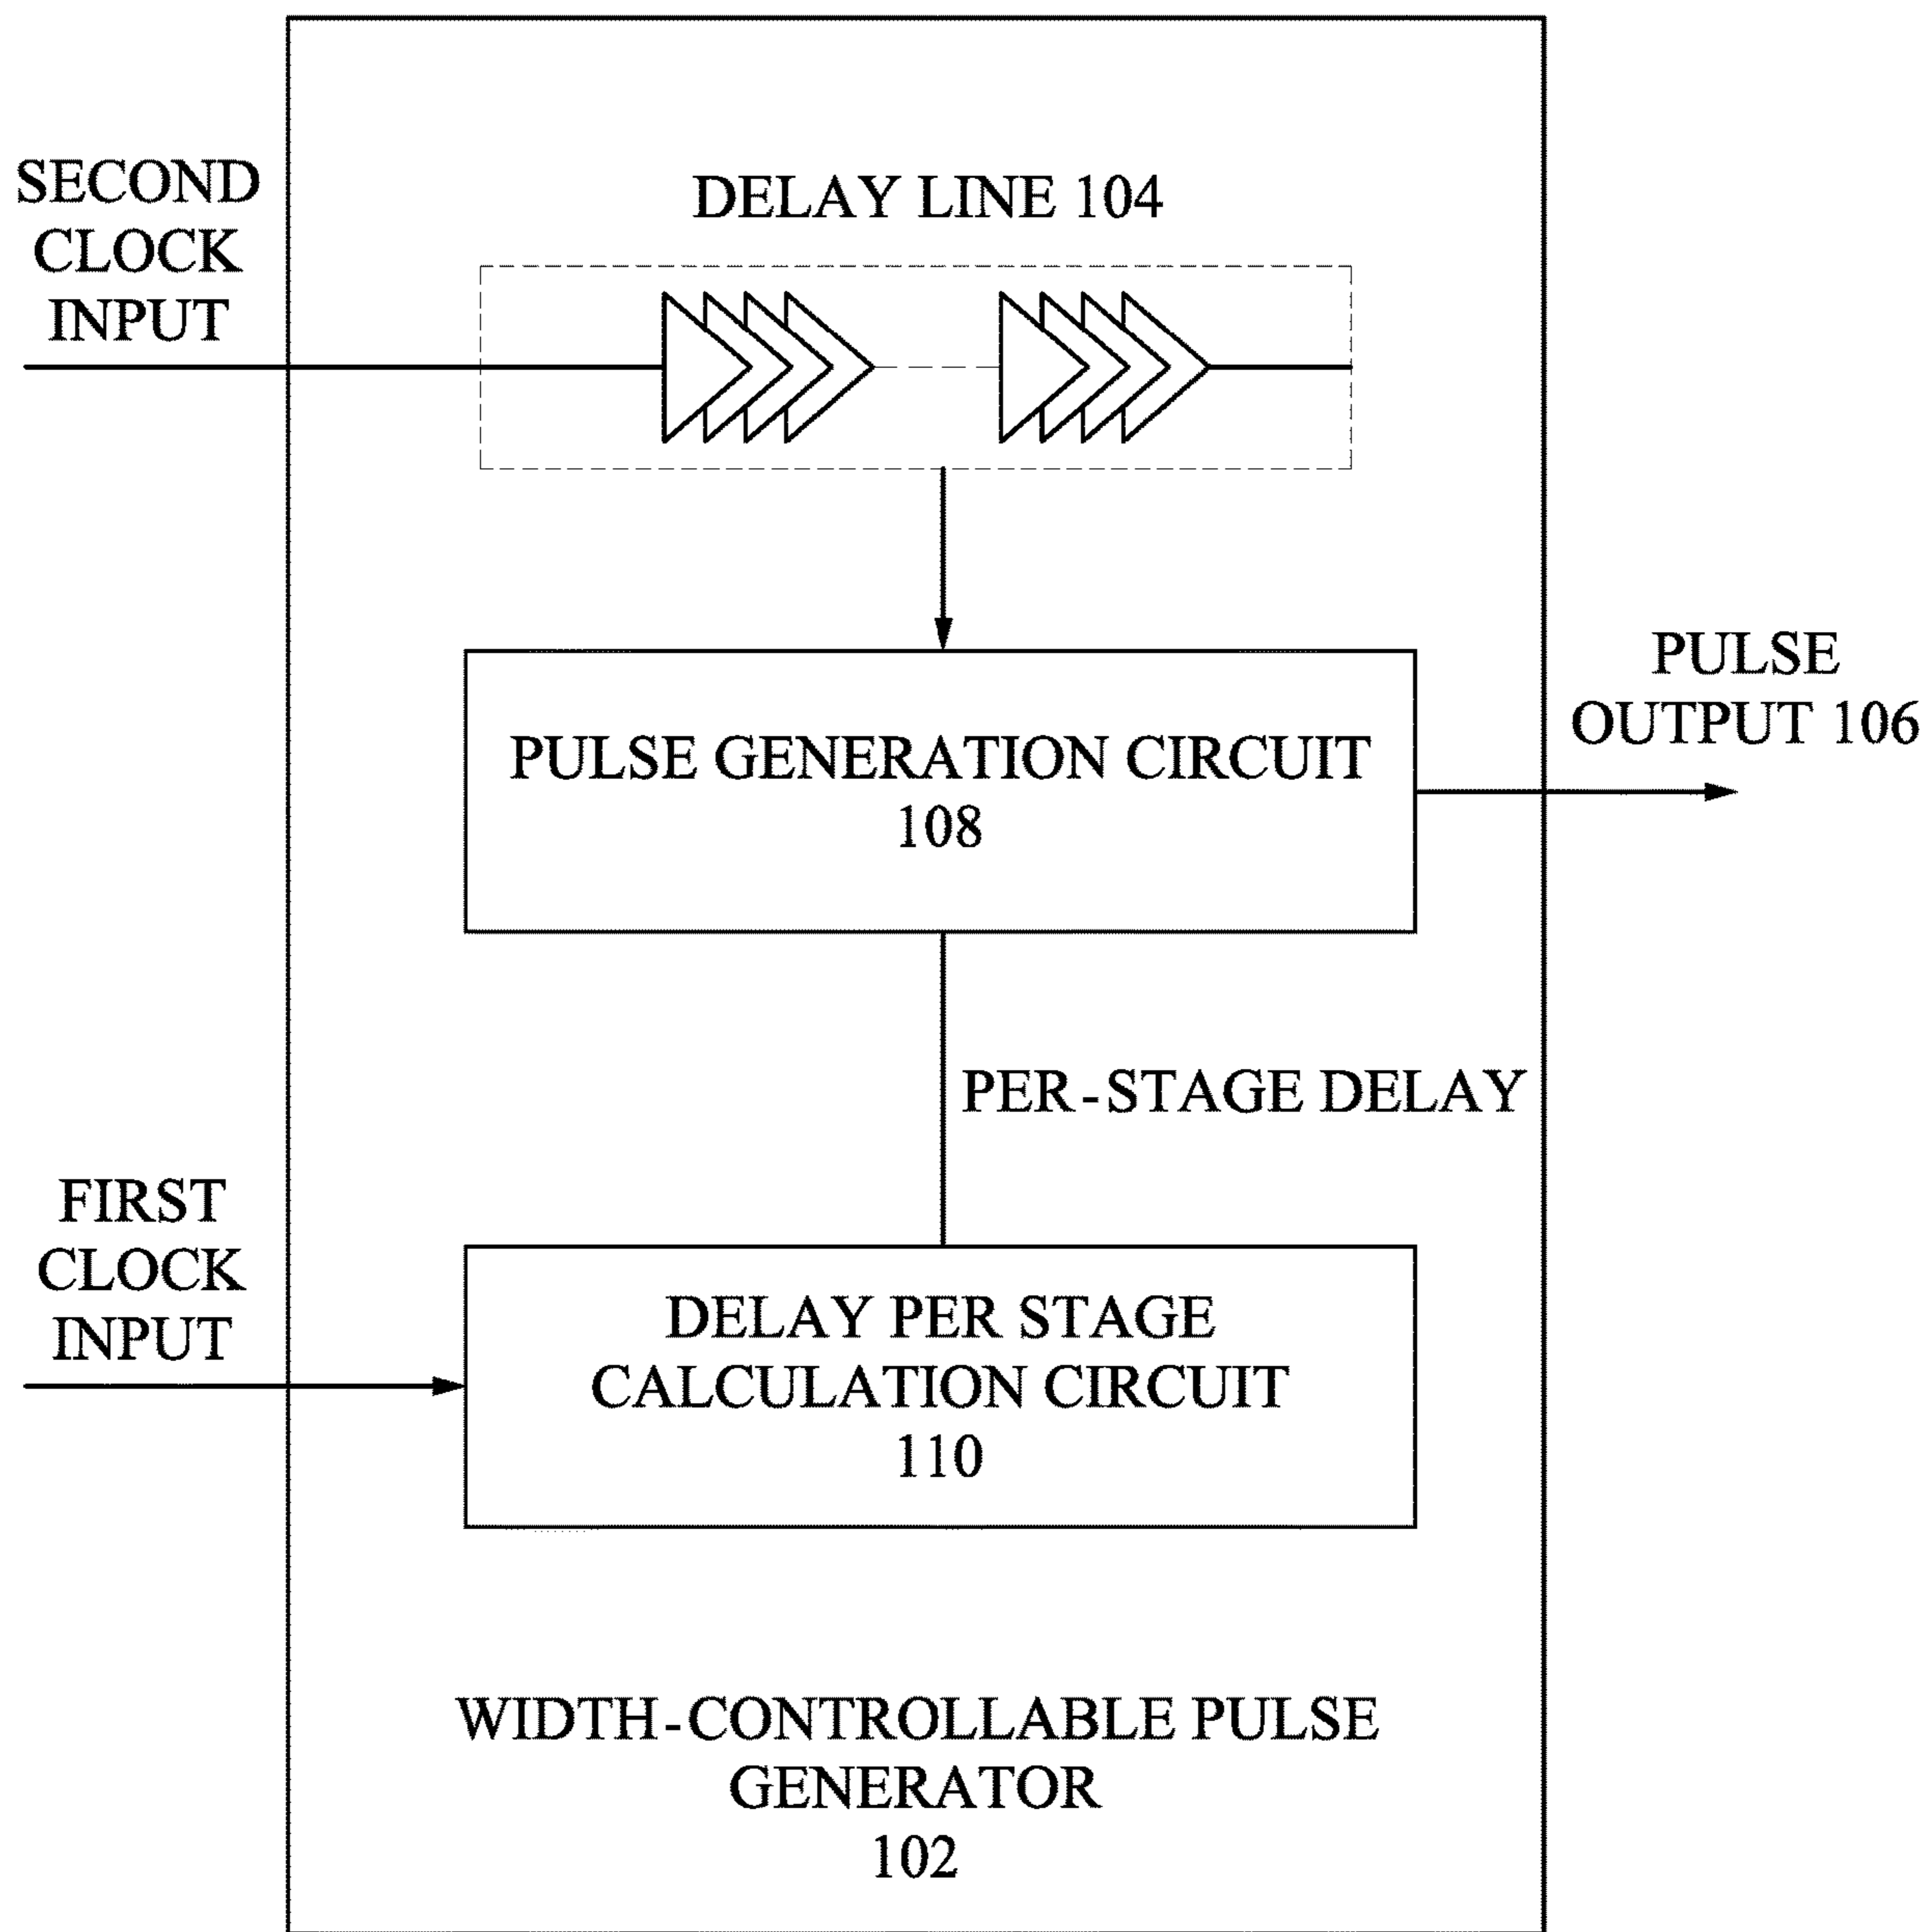 SECOND
CLOCK
INPUT
DELAY LINE 104
PULSE GENERATION CIRCUIT
108
PULSE
OUTPUT 106
PER-STAGE DELAY
FIRST
CLOCK
INPUT
DELAY PER STAGE
CALCULATION CIRCUIT
110
WIDTH-CONTROLLABLE PULSE
GENERATOR
102